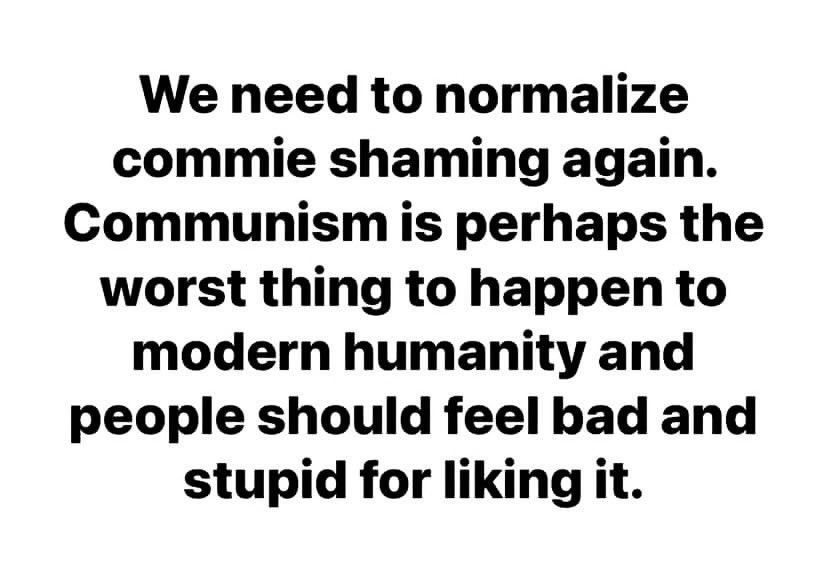 We need to normalize
commie shaming again.
Communism is perhaps the
worst thing to happen to
modern humanity and
people should feel bad and
stupid for liking it.